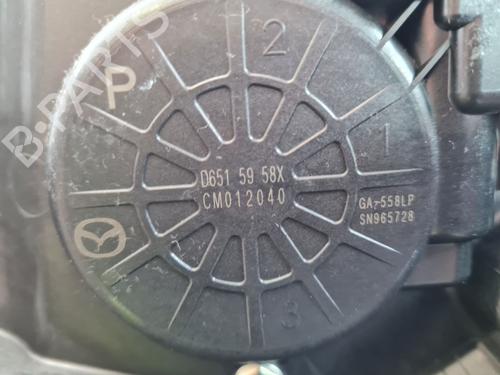 B-PARTS
P
2
1
D651 59 58X
CM012040
GA-558LP
SN965728
3